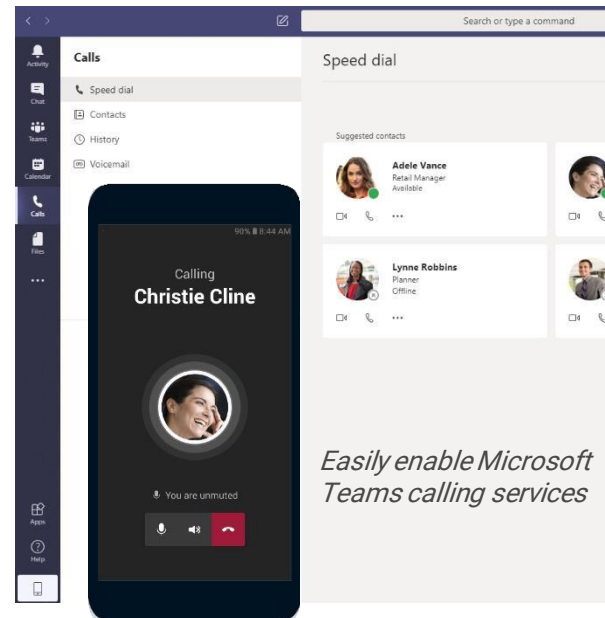 Search or type a command
Activity
Chat
Teams
Calendar
Calls
Files
Apps
Help
Calls
Speed dial
Contacts
History
Voicemail
90% 8:44 AM
Calling
Christie Cline
You are unmuted
Speed dial
Suggested contacts
Adele Vance
Retail Manager
Available
Lynne Robbins
Planner
Offline
Easily enable Microsoft
Teams calling services